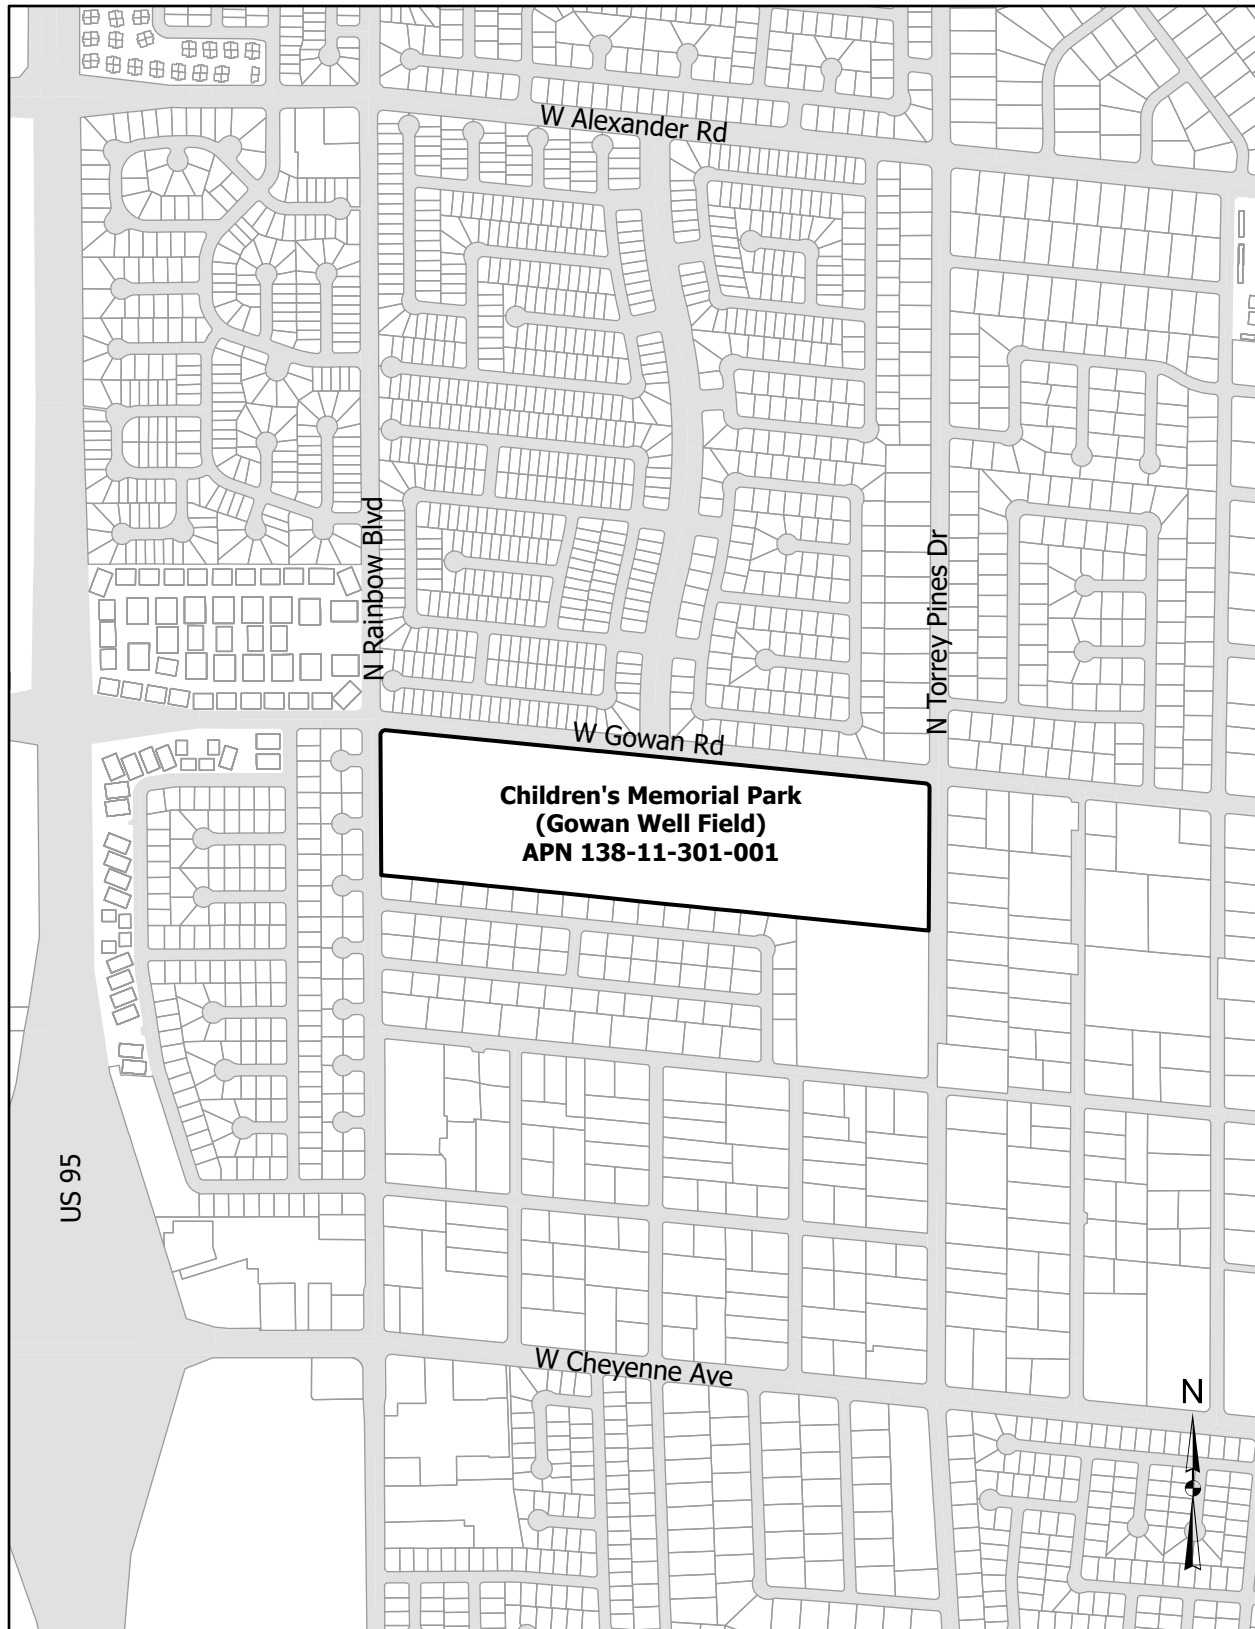 W Alexander Rd
N Rainbow Blvd
N Torrey Pines Dr
W Gowan Rd
Children's Memorial Park
(Gowan Well Field)
APN 138-11-301-001
US 95
W Cheyenne Ave
N